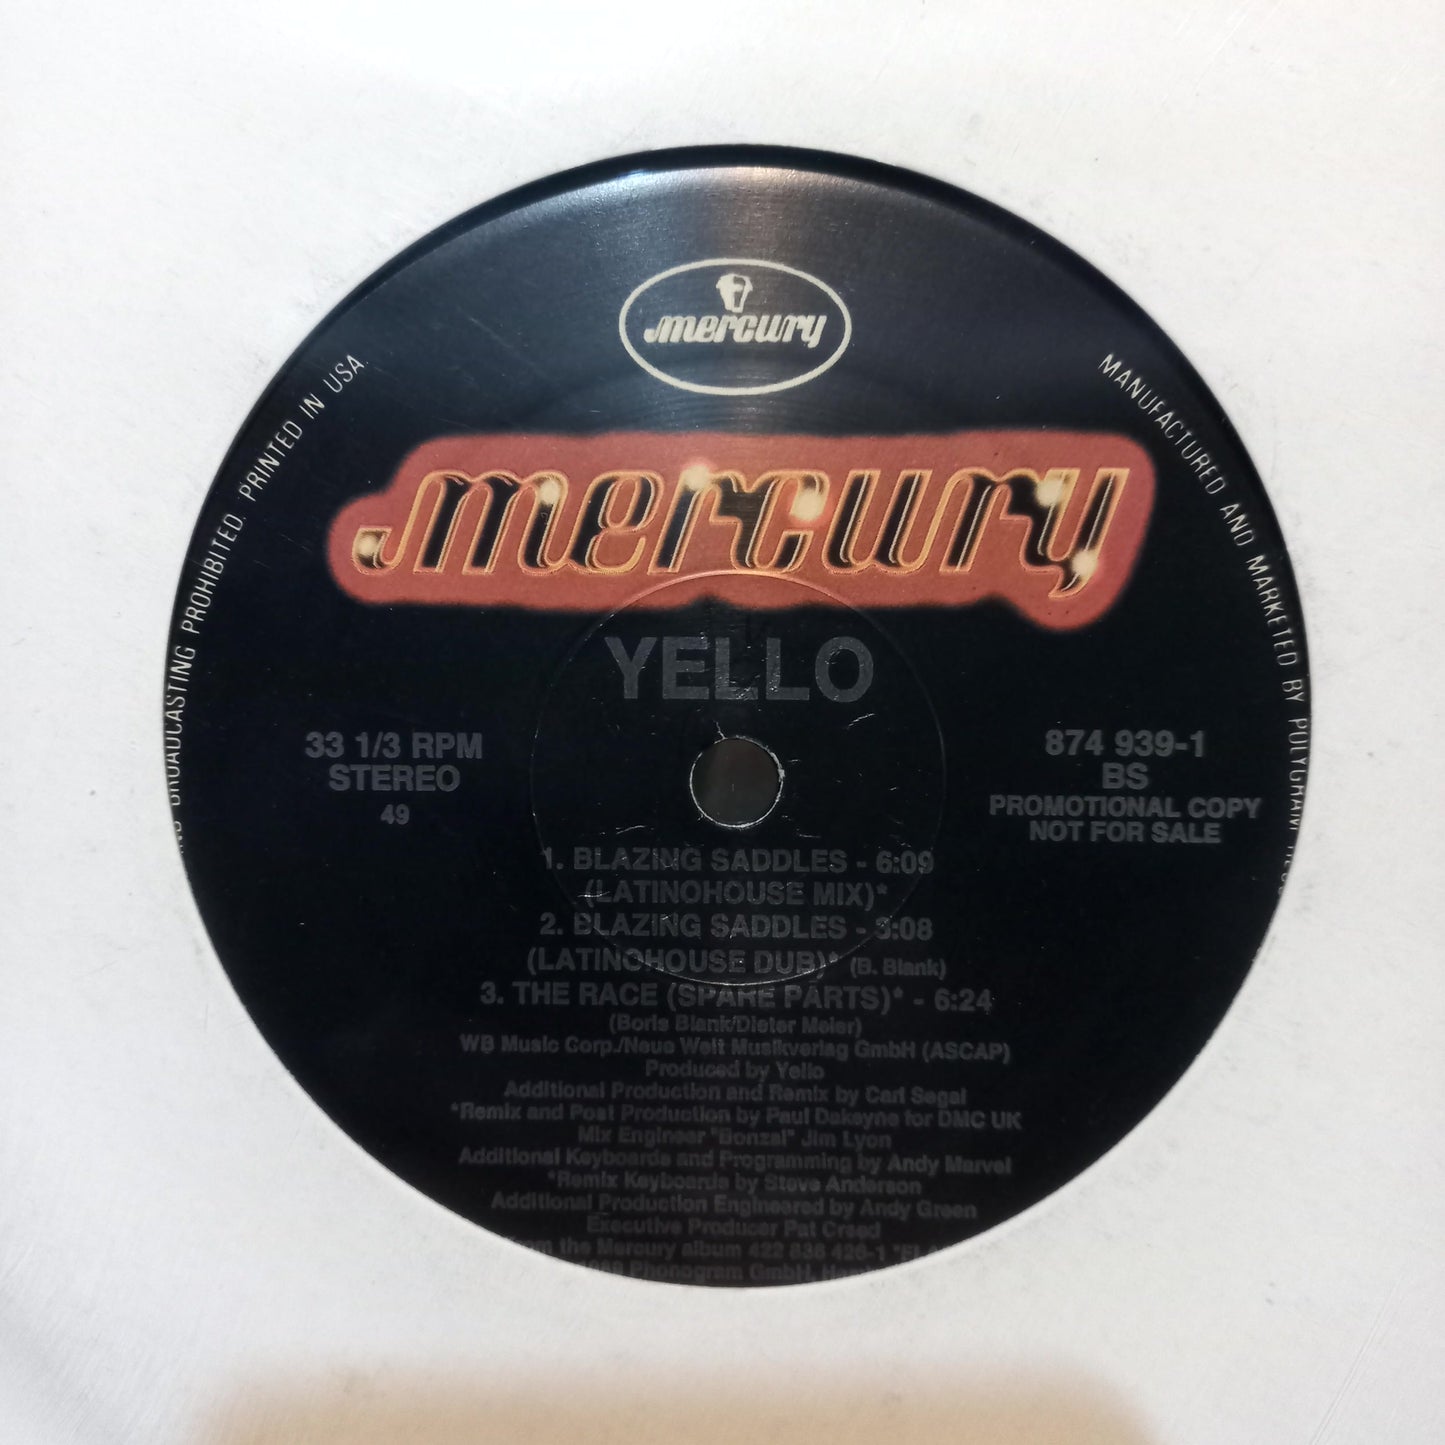 mercury
mercury
YELLO
33 1/3 RPM
STEREO
49
874 939-1
BS
PROMOTIONAL COPY
NOT FOR SALE
1. BLAZING SADDLES - 6:09
(LATINOHOUSE MIX)*
2. BLAZING SADDLES - 3:08
(LATINOHOUSE DUB)* (B. Blank)
3. THE RACE (SPARE PARTS)* - 6:24
(Boris Blank/Dieter Meier)
WB Music Corp./Neue Welt Musikverlag GmbH (ASCAP)
Produced by Yello
Additional Production and Remix by Carl Segal
*Remix and Post Production by Paul Dakeyne for DMC UK
Mix Engineer "Bonzai" Jim Lyon
Additional Keyboards and Programming by Andy Marvel
*Remix Keyboards by Steve Anderson
Additional Production Engineered by Andy Green
Executive Producer Pat Creed
the Mercury album 422 836 426-1
Phonogram GmbH,
BROADCASTING PROHIBITED. PRINTED IN USA.
MANUFACTURED AND MARKETED BY POLYGRAM